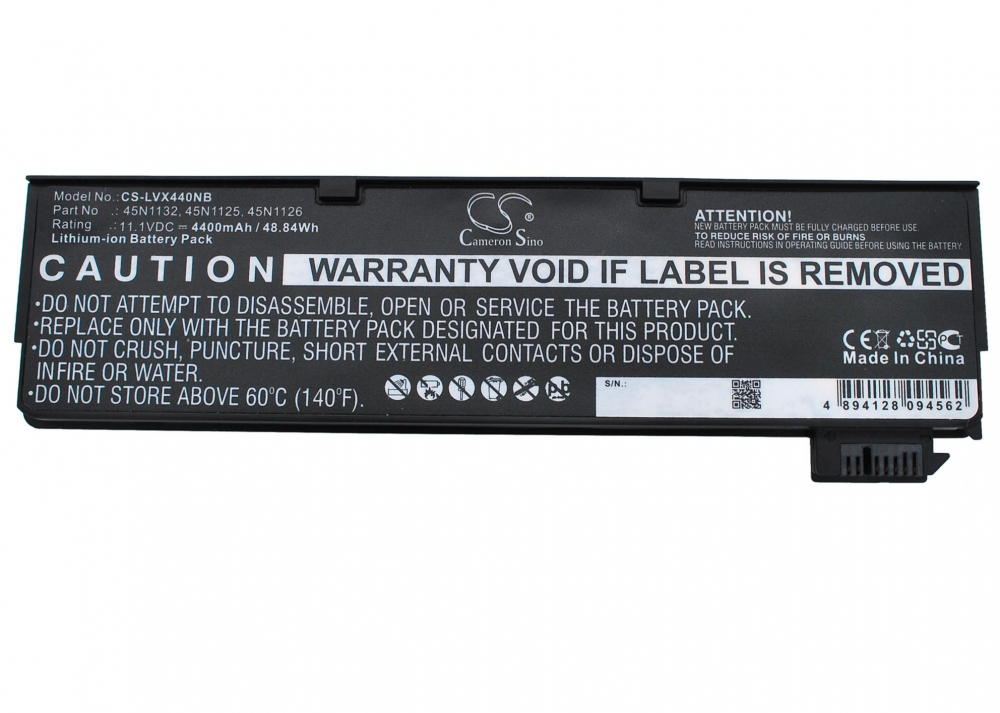 Model No.:CS-LVX440NB
Part No .: 45N1132, 45N1125, 45N1126
Rating .:11.1VDC 4400mAh / 48.84Wh
Lithium-ion Battery Pack
CS®
Cameron Sino
ATTENTION!
NEW BATTERY PACK MUST BE FULLY CHARGED BEFORE USE.
TO REDUCE RISK OF FIRE OR BURNS
READ INSTRUCTIONS IN OPERATING GUIDE BEFORE USING THE BATTERY.
CAUTION WARRANTY VOID IF LABEL IS REMOVED
•DO NOT ATTEMPT TO DISASSEMBLE, OPEN OR SERVICE THE BATTERY PACK.
•REPLACE ONLY WITH THE BATTERY PACK DESIGNATED FOR THIS PRODUCT.
•DO NOT CRUSH, PUNCTURE, SHORT EXTERNAL CONTACTS OR DISPOSE OF
INFIRE OR WATER.
•DO NOT STORE ABOVE 60°C (140°F).
CE
Made In China
S/N.:
4 894128 094562